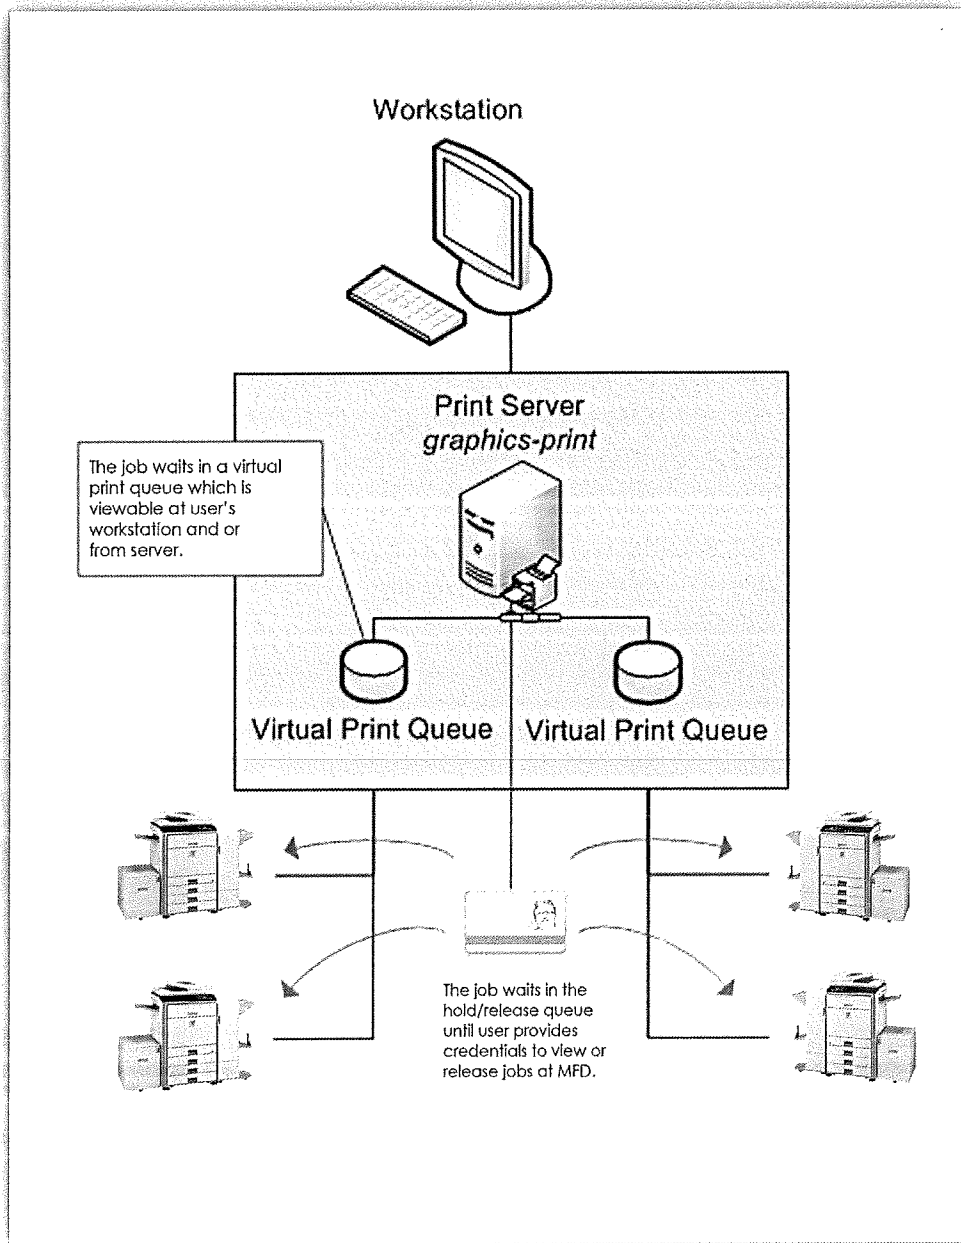 Workstation
Print Server
graphics-print
The job waits in a virtual
print queue which is
viewable at user's
workstation and or
from server.
Virtual Print Queue
Virtual Print Queue
The job waits in the
hold/release queue
until user provides
credentials to view or
release jobs at MFD.